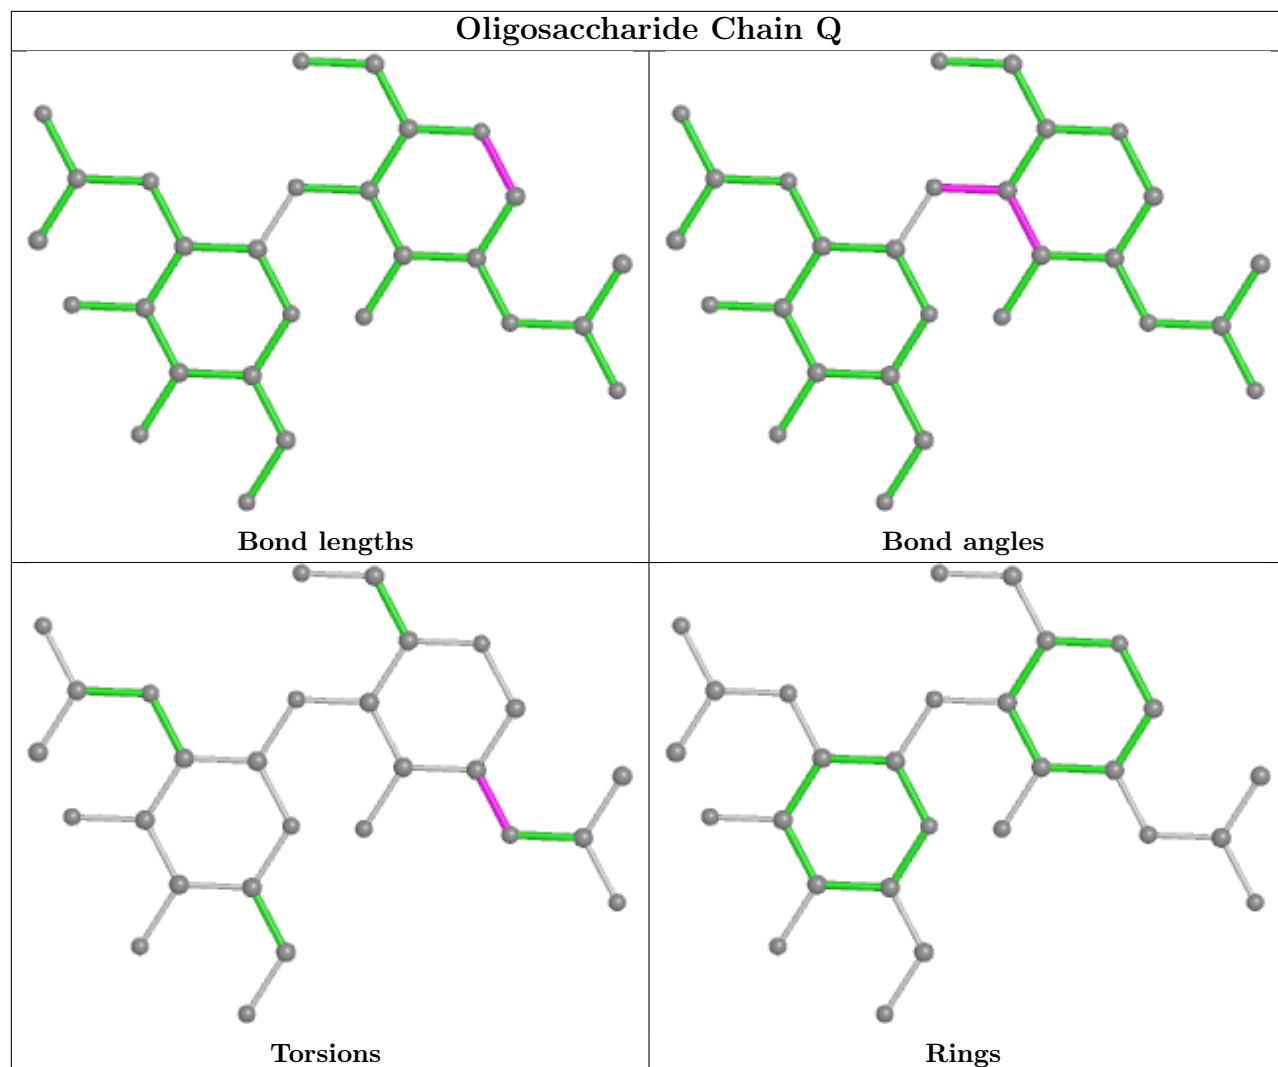 Oligosaccharide Chain Q
Bond lengths
Bond angles
Torsions
Rings